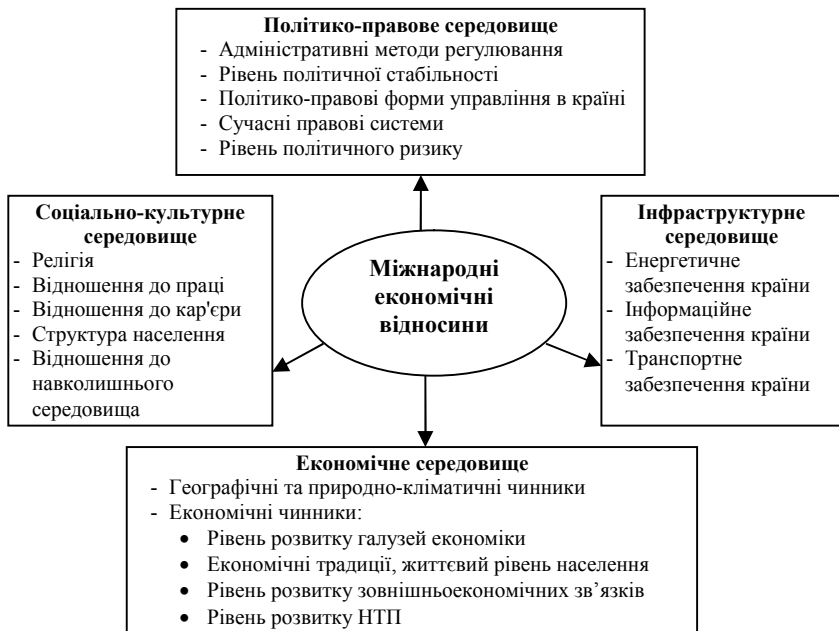 Політико-правове середовище
- Адміністративні методи регулювання
- Рівень політичної стабільності
- Політико-правові форми управління в країні
- Сучасні правові системи
- Рівень політичного ризику
Соціально-культурне
середовище
- Релігія
- Відношення до праці
- Відношення до кар'єри
- Структура населення
- Відношення до
навколишнього
середовища
Міжнародні
економічні
відносини
Інфраструктурне
середовище
- Енергетичне
забезпечення країни
- Інформаційне
забезпечення країни
- Транспортне
забезпечення країни
Економічне середовище
- Географічні та природно-кліматичні чинники
- Економічні чинники:
• Рівень розвитку галузей економіки
• Економічні традиції, життєвий рівень населення
• Рівень розвитку зовнішньоекономічних зв’язків
• Рівень розвитку НТП